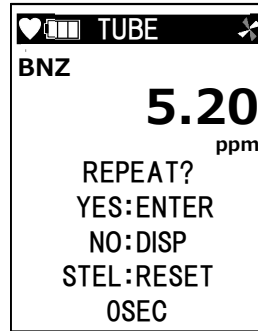 TUBE
BNZ
5.20
ppm
REPEAT?
YES:ENTER
NO:DISP
STEL:RESET
0SEC